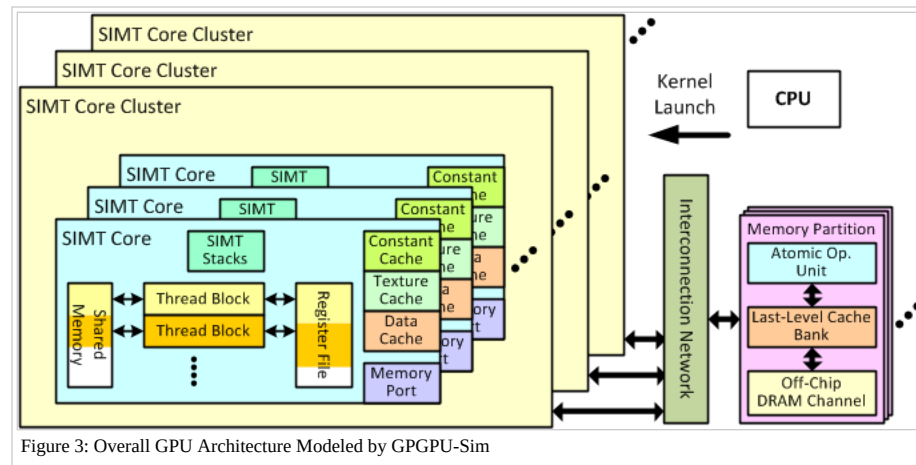 SIMT Core Cluster
SIMT Core Cluster
SIMT Core Cluster
Kernel
Launch
CPU
SIMT Core
SIMT
Constant
SIMT Core
SIMT
Constant
SIMT Core
SIMT
Stacks
Constant
Cache
Texture
Cache
Data
Cache
Memory
Port
Shared
Memory
Thread Block
Thread Block
Register File
Interconnection Network
Memory Partition
Atomic Op.
Unit
Last-Level Cache
Bank
Off-Chip
DRAM Channel
Figure 3: Overall GPU Architecture Modeled by GPGPU-Sim